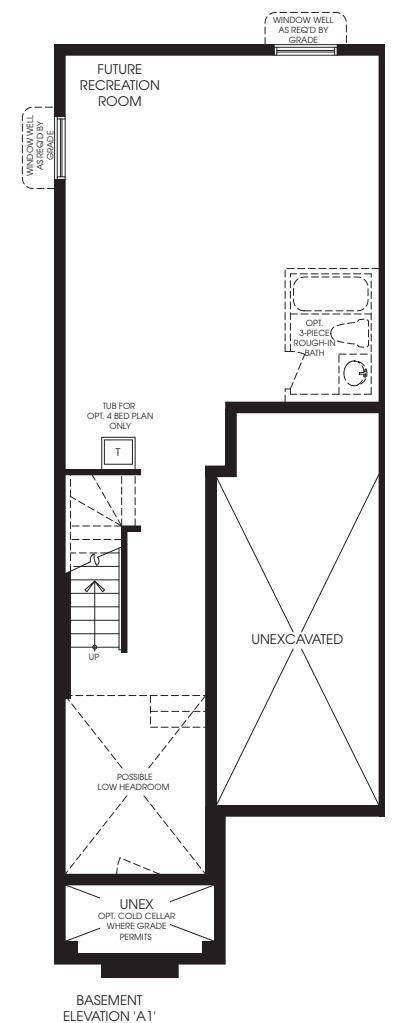 WINDOW WELL
AS REQ'D BY
GRADE
FUTURE
RECREATION
ROOM
WINDOW WELL
AS REQ'D BY
GRADE
OPT.
3-PIECE
ROUGH-IN
BATH
TUB FOR
OPT. 4 BED PLAN
ONLY
T
UNEXCAVATED
UP
POSSIBLE
LOW HEADROOM
UNEX
OPT. COLD CELLAR
WHERE GRADE
PERMITS
BASEMENT
ELEVATION 'A1'